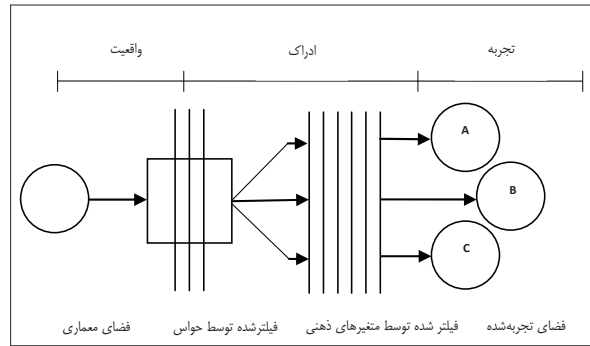 تجربه ادراک واقعیت
A
B
C
فضای تجربه‌شده فیلتر شده توسط متغیرهای ذهنی فیلترشده توسط حواس فضای معماری